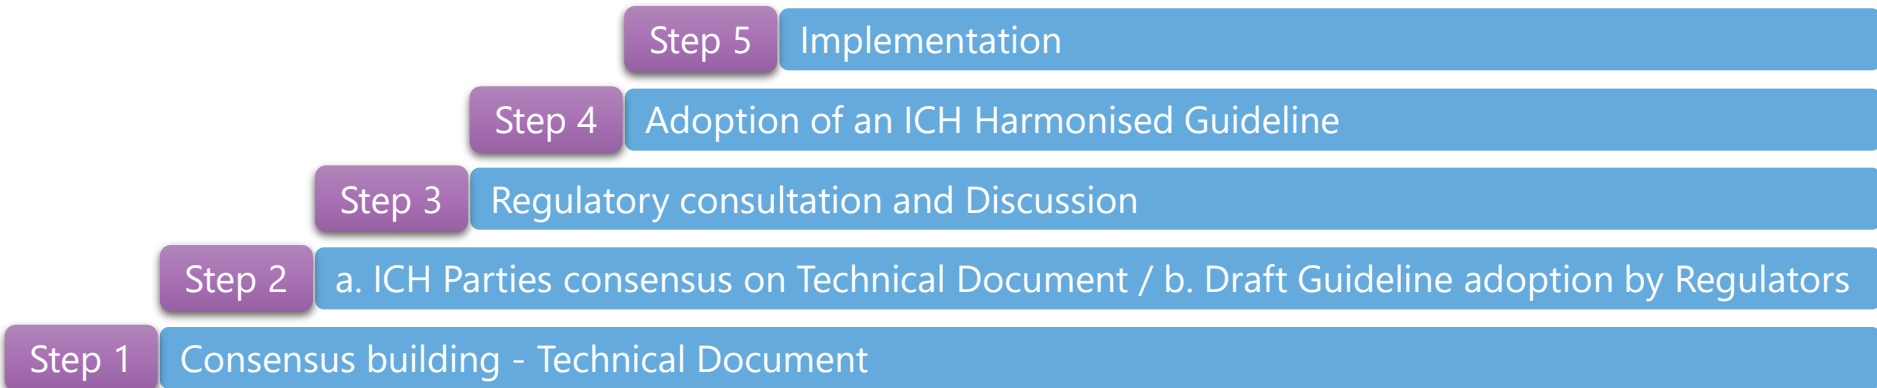 Step 5 Implementation
Step 4 Adoption of an ICH Harmonised Guideline
Step 3 Regulatory consultation and Discussion
Step 2 a. ICH Parties consensus on Technical Document / b. Draft Guideline adoption by Regulators
Step 1 Consensus building - Technical Document